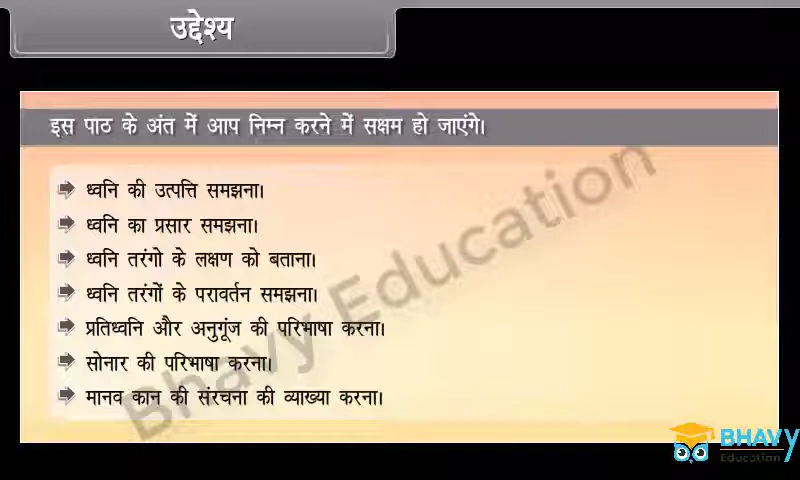 उद्देश्य
इस पाठ के अंत में आप निम्न करने में सक्षम हो जाएंगे।
ध्वनि की उत्पत्ति समझना।
ध्वनि का प्रसार समझना।
ध्वनि तरंगो के लक्षण को बताना।
ध्वनि तरंगों के परावर्तन समझना।
प्रतिध्वनि और अनुगूंज की परिभाषा करना।
सोनार की परिभाषा करना।
मानव कान की संरचना की व्याख्या करना।
Bhavy Education
BHAVY
Education